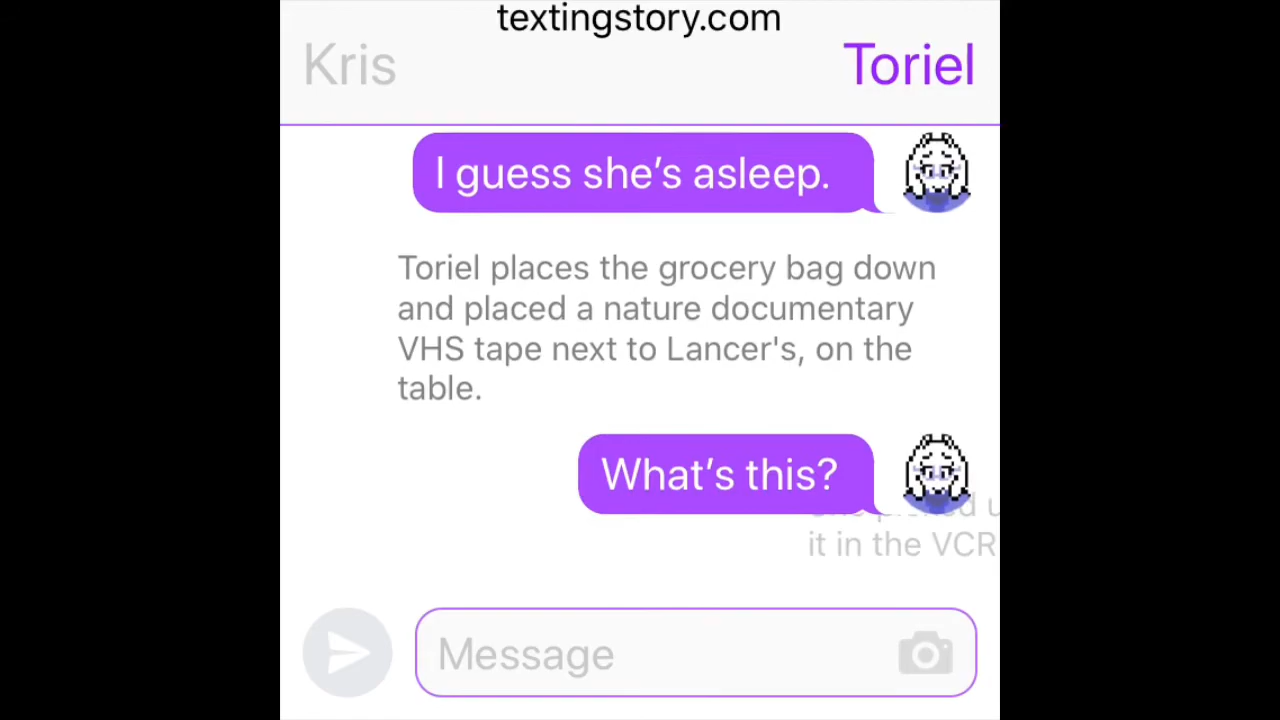 textingstory.com
Kris
Toriel
I guess she’s asleep.
Toriel places the grocery bag down
and placed a nature documentary
VHS tape next to Lancer's, on the
table.
What’s this?
it in the VCR
Message